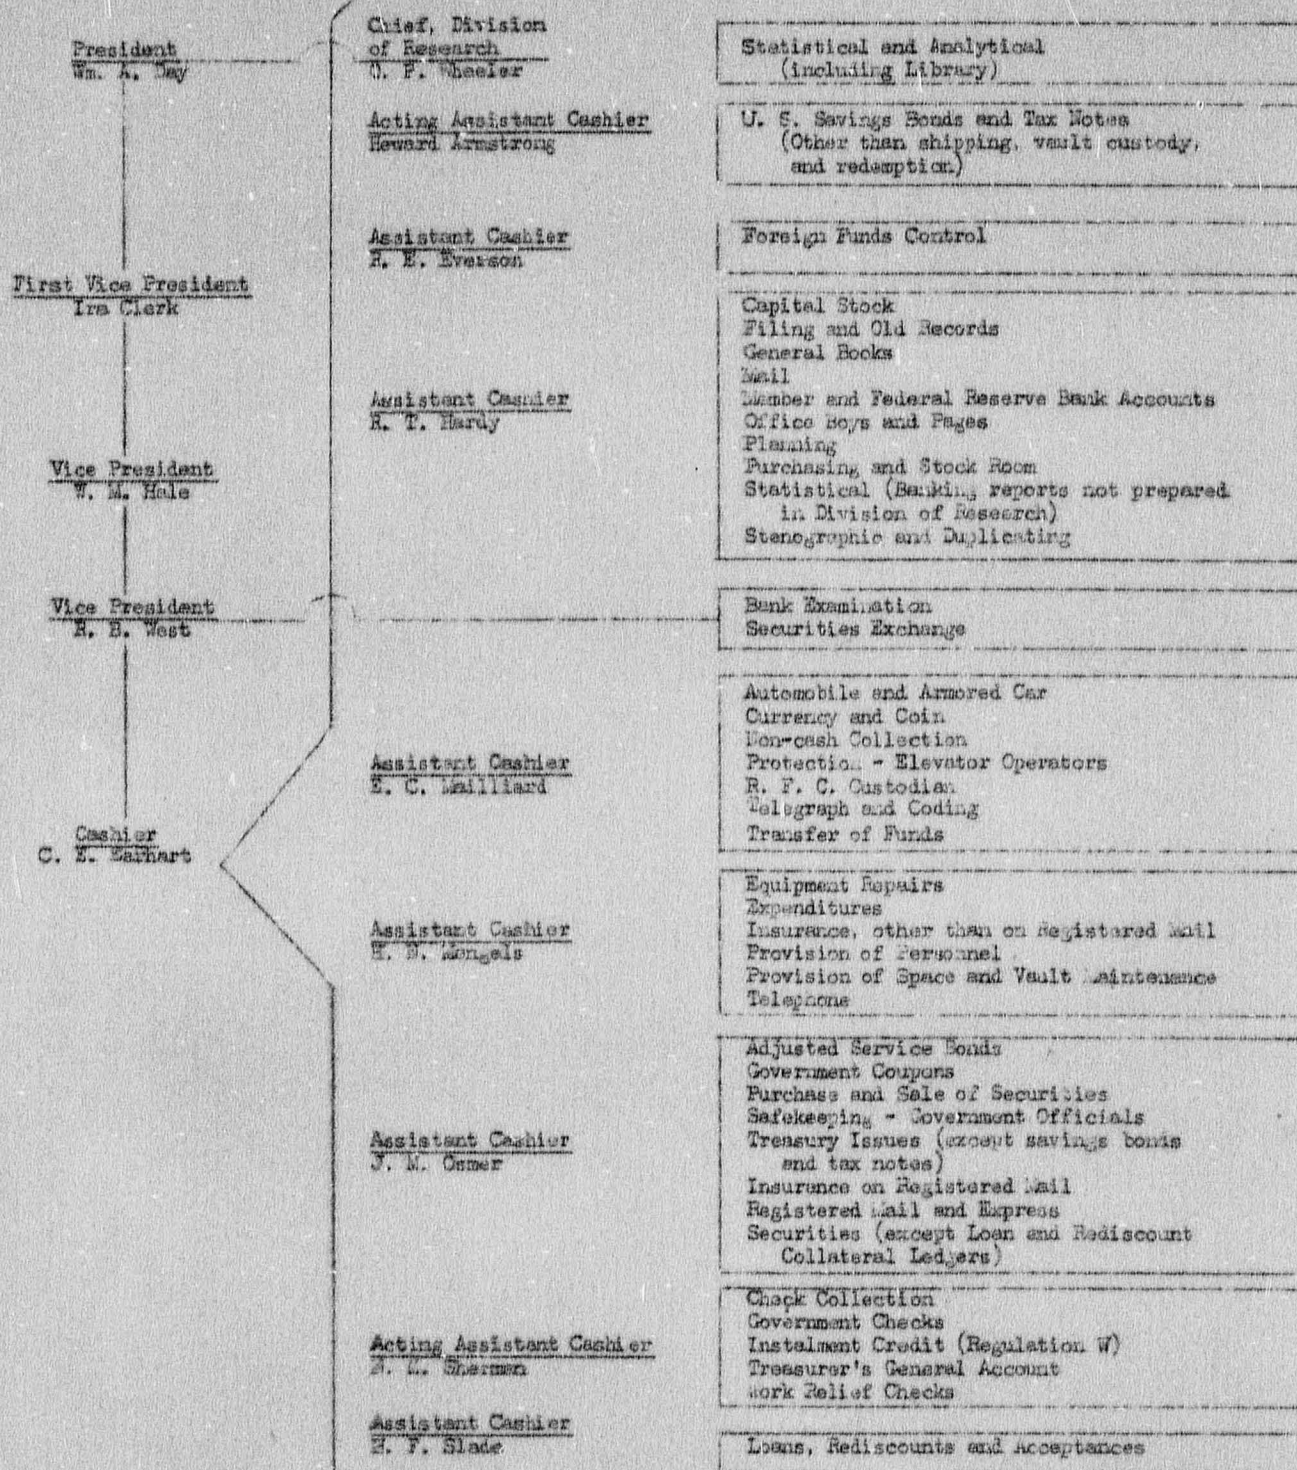 President
Wm. A. Day
First Vice President
Ira Clerk
Vice President
W. M. Hale
Vice President
R. B. West
Cashier
C. E. Earhart
Chief, Division
of Research
O. P. Wheeler
Acting Assistant Cashier
Howard Armstrong
Assistant Cashier
R. E. Everson
Assistant Cashier
R. T. Hardy
Assistant Cashier
E. C. Mailliard
Assistant Cashier
H. N. Mangels
Assistant Cashier
J. M. Osmer
Acting Assistant Cashier
Sherman
Assistant Cashier
H. F. Slade
Statistical and Analytical
(including Library)
U. S. Savings Bonds and Tax Notes
(Other than shipping, vault custody,
and redemption)
Foreign Funds Control
Capital Stock
Filing and Old Records
General Books
Mail
Member and Federal Reserve Bank Accounts
Office Boys and Pages
Planning
Purchasing and Stock Room
Statistical (Banking reports not prepared
in Division of Research)
Stenographic and Duplicating
Bank Examination
Securities Exchange
Automobile and Armored Car
Currency and Coin
Non-cash Collection
Protection - Elevator Operators
R. F. C. Custodian
Telegraph and Coding
Transfer of Funds
Equipment Repairs
Expenditures
Insurance, other than on Registered Mail
Provision of Personnel
Provision of Space and Vault Maintenance
Telephone
Adjusted Service Bonds
Government Coupons
Purchase and Sale of Securities
Safekeeping - Government Officials
Treasury Issues (except savings bonds
and tax notes)
Insurance on Registered Mail
Registered Mail and Express
Securities (except Loan and Rediscount
Collateral Ledgers)
Check Collection
Government Checks
Instalment Credit (Regulation W)
Treasurer's General Account
Work Relief Checks
Loans, Rediscounts and Acceptances